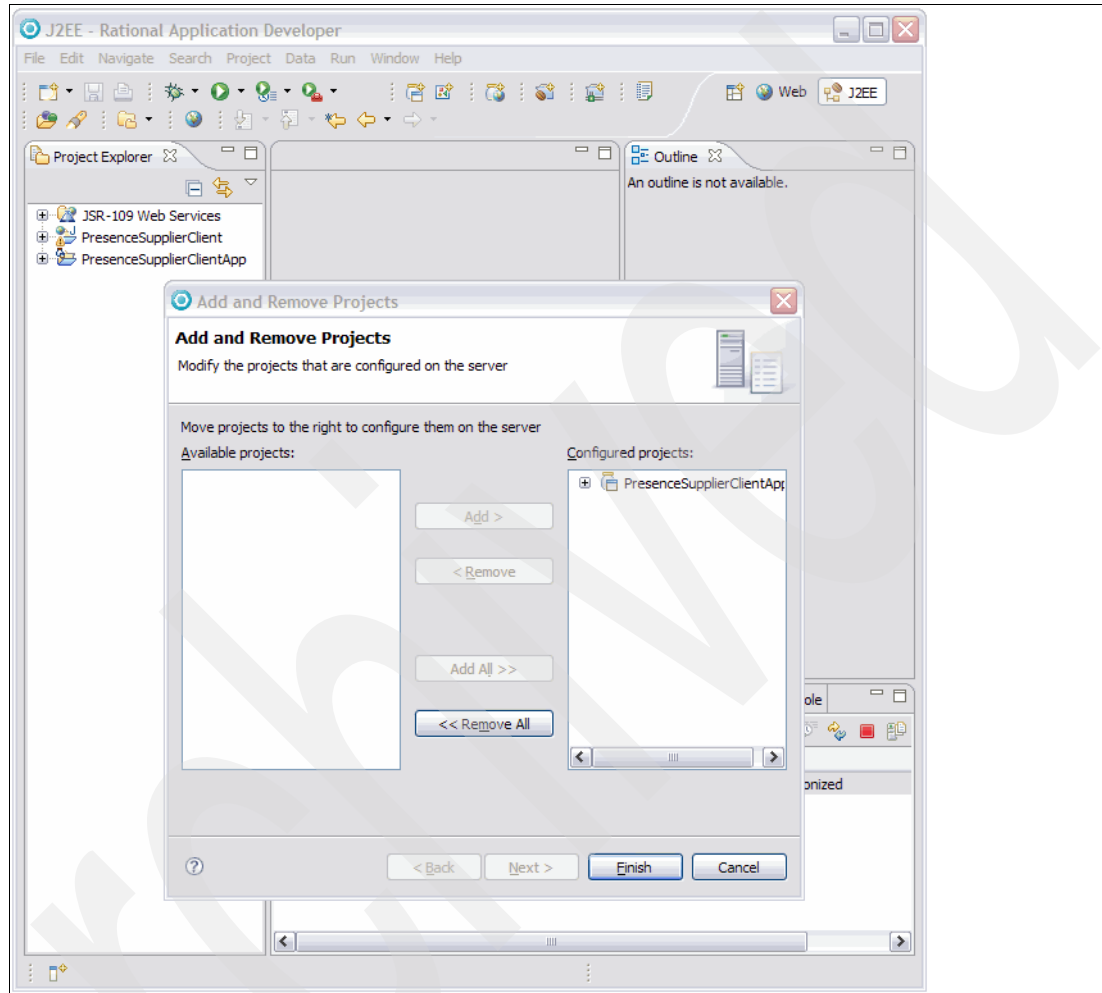 J2EE - Rational Application Developer
File Edit Navigate Search Project Data Run Window Help
Web J2EE
Project Explorer
Outline
An outline is not available.
JSR-109 Web Services
PresenceSupplierClient
PresenceSupplierClientApp
Add and Remove Projects
Add and Remove Projects
Modify the projects that are configured on the server
Move projects to the right to configure them on the server
Available projects:
Configured projects:
PresenceSupplierClientApp
Add >
< Remove
Add All >>
<< Remove All
ole
onized
< Back Next > Finish Cancel